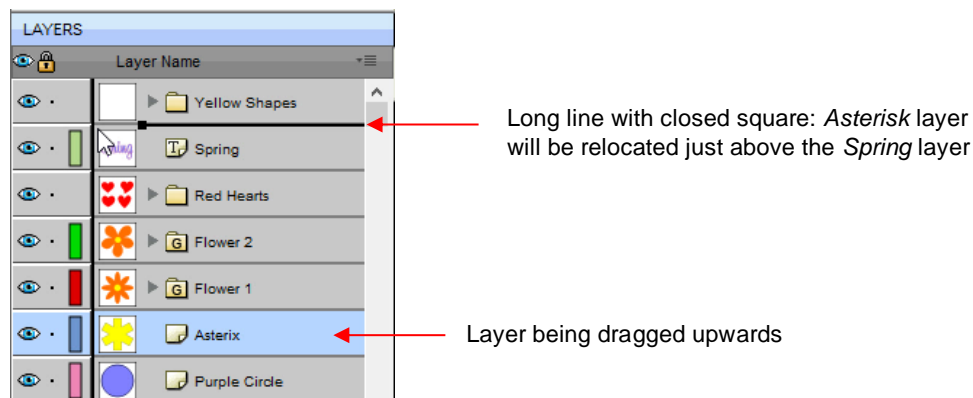 LAYERS
Layer Name
Yellow Shapes
Long line with closed square: Asterisk layer
will be relocated just above the Spring layer
Spring
Red Hearts
G Flower 2
G Flower 1
Asterix
Layer being dragged upwards
Purple Circle